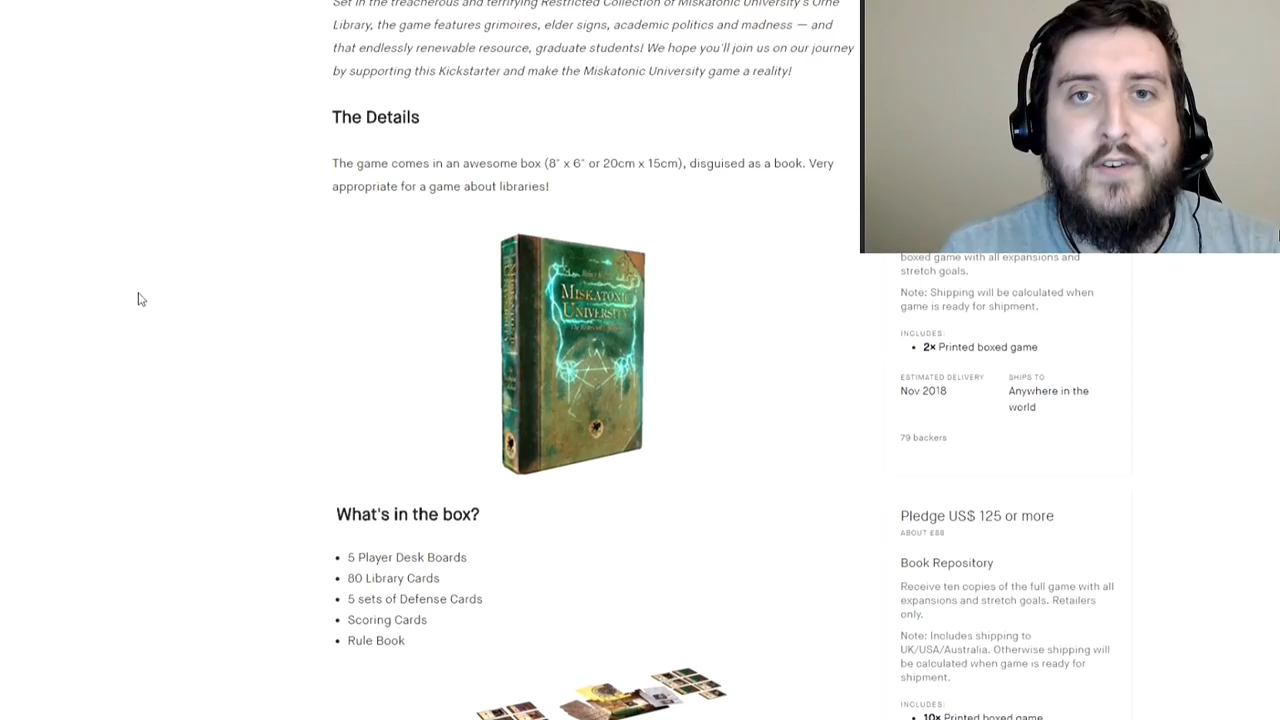 Set in the treacherous and terrifying Restricted Collection of Miskatonic University's Orne
Library, the game features grimoires, elder signs, academic politics and madness — and
that endlessly renewable resource, graduate students! We hope you'll join us on our journey
by supporting this Kickstarter and make the Miskatonic University game a reality!
The Details
The game comes in an awesome box (8" x 6" or 20cm x 15cm), disguised as a book. Very
appropriate for a game about libraries!
MISKATONIC
UNIVERSITY
What's in the box?
• 5 Player Desk Boards
• 80 Library Cards
• 5 sets of Defense Cards
• Scoring Cards
• Rule Book
boxed game with all expansions and
stretch goals.
Note: Shipping will be calculated when
game is ready for shipment.
INCLUDES:
• 2× Printed boxed game
ESTIMATED DELIVERY
Nov 2018
SHIPS TO
Anywhere in the
world
79 backers
Pledge US$ 125 or more
ABOUT £88
Book Repository
Receive ten copies of the full game with all
expansions and stretch goals. Retailers
only.
Note: Includes shipping to
UK/USA/Australia. Otherwise shipping will
be calculated when game is ready for
shipment.
INCLUDES:
• 10× Printed boxed game